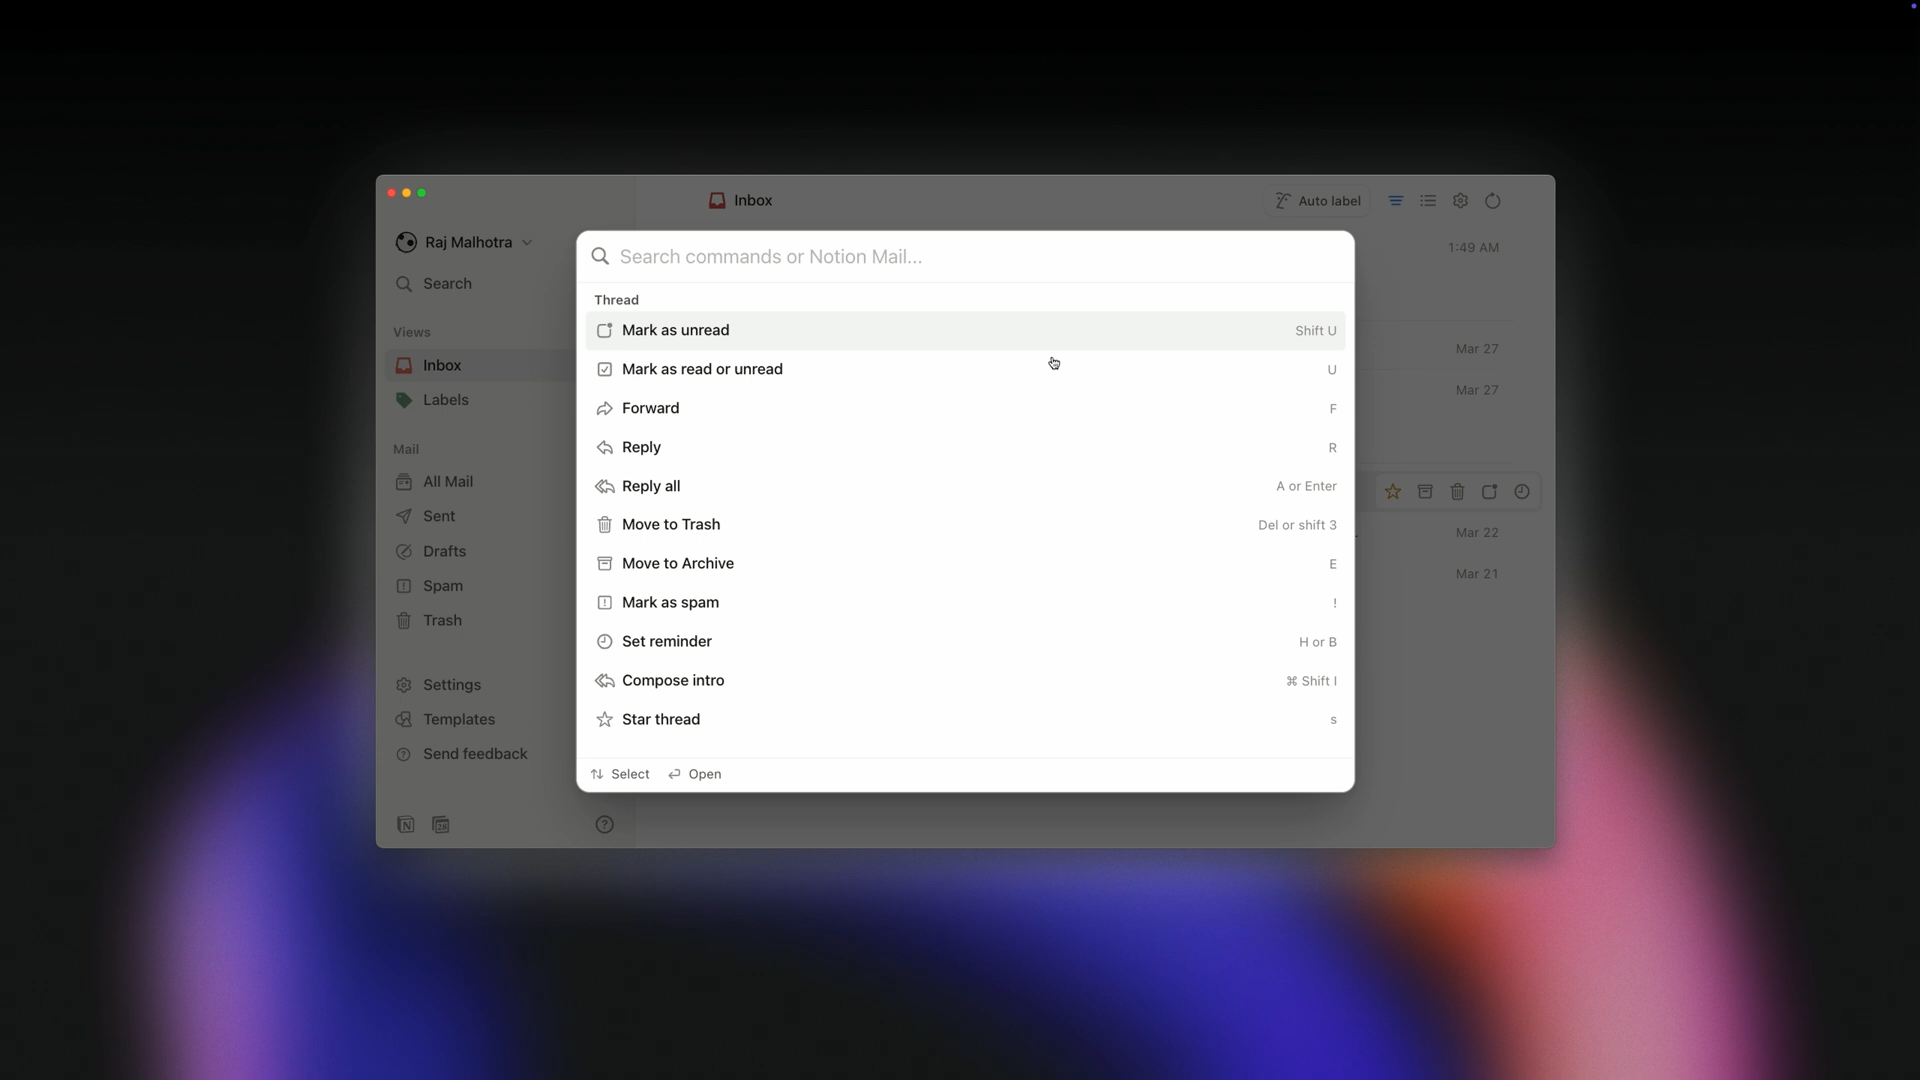 Inbox
Auto label
Raj Malhotra
Search
Views
Inbox
Labels
Mail
All Mail
Sent
Drafts
Spam
Trash
Settings
Templates
Send feedback
Search commands or Notion Mail...
Thread
Mark as unread Shift U
Mark as read or unread U
Forward F
Reply R
Reply all A or Enter
Move to Trash Del or shift 3
Move to Archive E
Mark as spam !
Set reminder H or B
Compose intro ⌘ Shift I
Star thread s
Select Open
1:49 AM
Mar 27
Mar 27
Mar 22
Mar 21